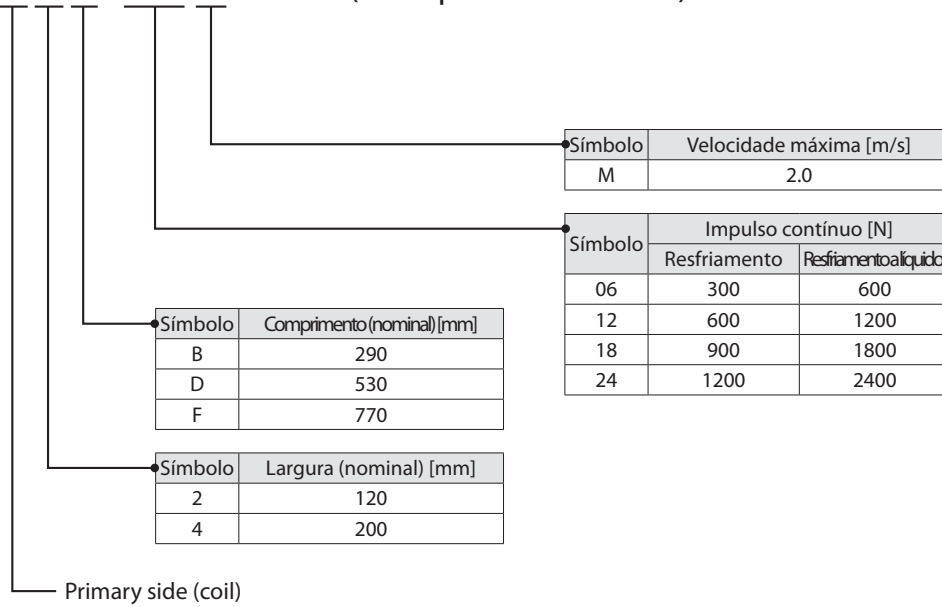 Símbolo Velocidade máxima [m/s]
M 2.0
Símbolo Impulso contínuo [N]
Resfriamento Resfriamento a líquido
06 300 600
12 600 1200
18 900 1800
24 1200 2400
Símbolo Comprimento (nominal) [mm]
B 290
D 530
F 770
Símbolo Largura (nominal) [mm]
2 120
4 200
Primary side (coil)